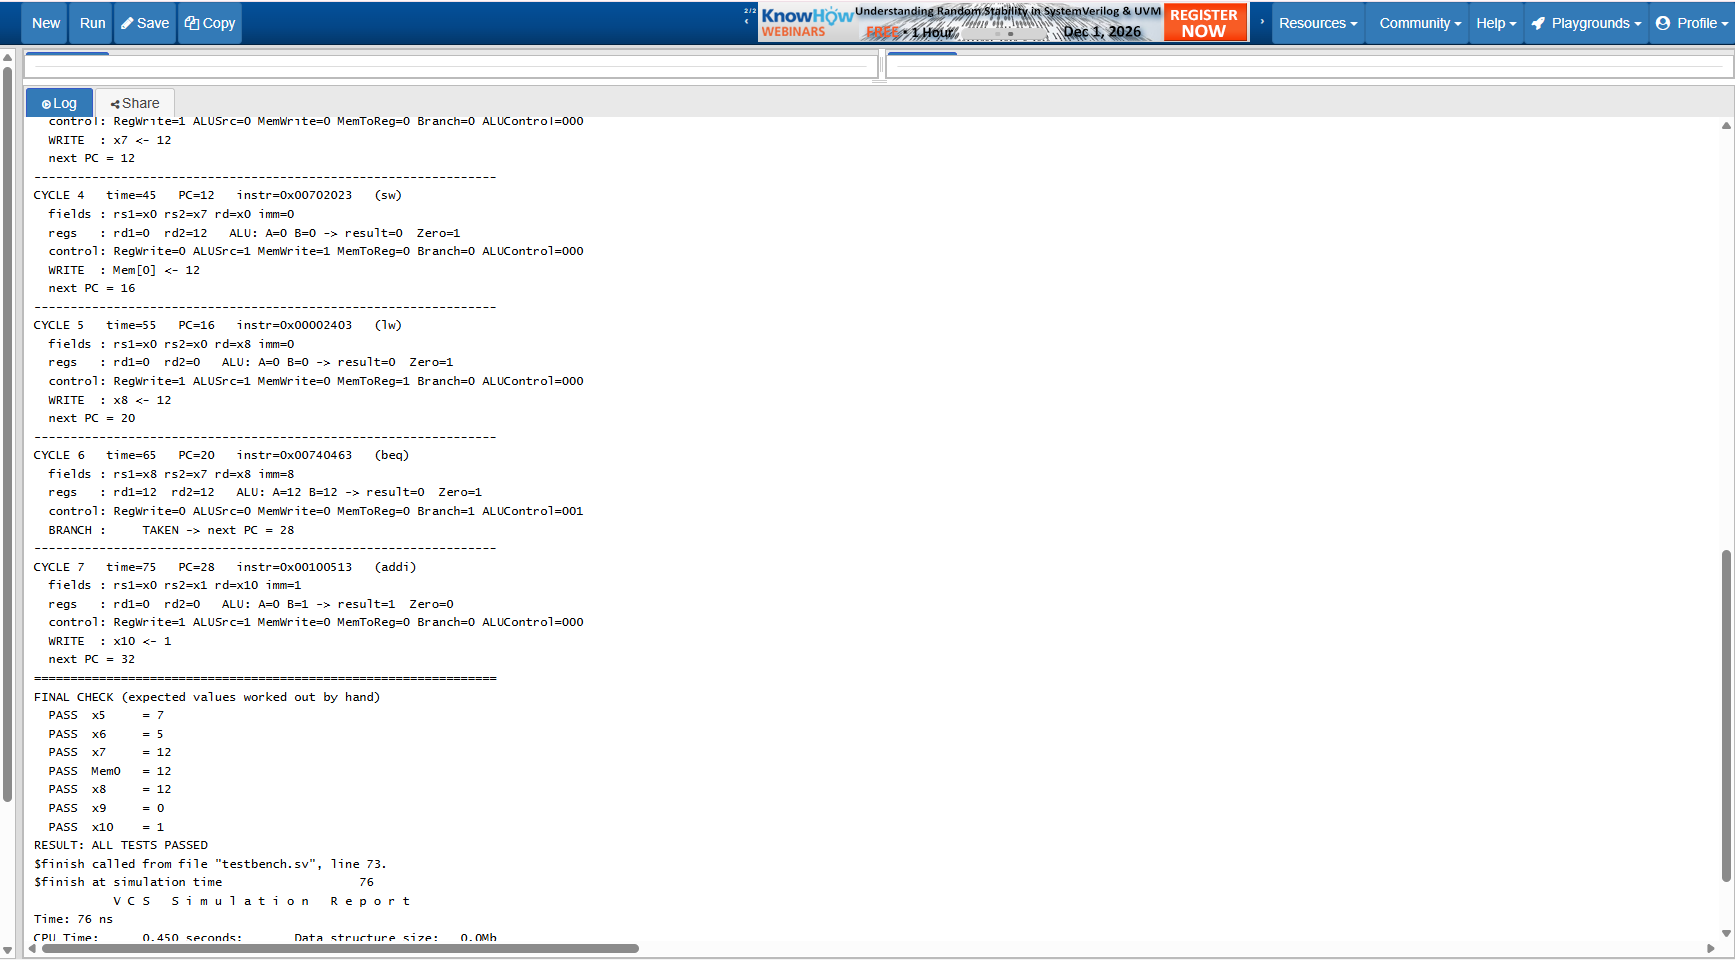 New Run Save Copy 2/2 KnowHow WEBINARS Understanding Random Stability in SystemVerilog & UVM FREE • 1 Hour Dec 1, 2026 REGISTER NOW Resources Community Help Playgrounds Profile
Log Share
control: RegWrite=1 ALUSrc=0 MemWrite=0 MemToReg=0 Branch=0 ALUControl=000
WRITE  : x7 <- 12
next PC = 12
----------------------------------------------------------------
CYCLE 4   time=45   PC=12   instr=0x00702023   (sw)
fields : rs1=x0 rs2=x7 rd=x0 imm=0
regs   : rd1=0  rd2=12   ALU: A=0 B=0 -> result=0  Zero=1
control: RegWrite=0 ALUSrc=1 MemWrite=1 MemToReg=0 Branch=0 ALUControl=000
WRITE  : Mem[0] <- 12
next PC = 16
----------------------------------------------------------------
CYCLE 5   time=55   PC=16   instr=0x00002403   (lw)
fields : rs1=x0 rs2=x0 rd=x8 imm=0
regs   : rd1=0  rd2=0   ALU: A=0 B=0 -> result=0  Zero=1
control: RegWrite=1 ALUSrc=1 MemWrite=0 MemToReg=1 Branch=0 ALUControl=000
WRITE  : x8 <- 12
next PC = 20
----------------------------------------------------------------
CYCLE 6   time=65   PC=20   instr=0x00740463   (beq)
fields : rs1=x8 rs2=x7 rd=x8 imm=8
regs   : rd1=12  rd2=12   ALU: A=12 B=12 -> result=0  Zero=1
control: RegWrite=0 ALUSrc=0 MemWrite=0 MemToReg=0 Branch=1 ALUControl=001
BRANCH :     TAKEN -> next PC = 28
----------------------------------------------------------------
CYCLE 7   time=75   PC=28   instr=0x00100513   (addi)
fields : rs1=x0 rs2=x1 rd=x10 imm=1
regs   : rd1=0  rd2=0   ALU: A=0 B=1 -> result=1  Zero=0
control: RegWrite=1 ALUSrc=1 MemWrite=0 MemToReg=0 Branch=0 ALUControl=000
WRITE  : x10 <- 1
next PC = 32
================================================================
FINAL CHECK (expected values worked out by hand)
PASS  x5     = 7
PASS  x6     = 5
PASS  x7     = 12
PASS  Mem0   = 12
PASS  x8     = 12
PASS  x9     = 0
PASS  x10    = 1
RESULT: ALL TESTS PASSED
$finish called from file "testbench.sv", line 73.
$finish at simulation time                   76
V C S   S i m u l a t i o n   R e p o r t
Time: 76 ns
CPU Time:      0.450 seconds;       Data structure size:   0.0Mb